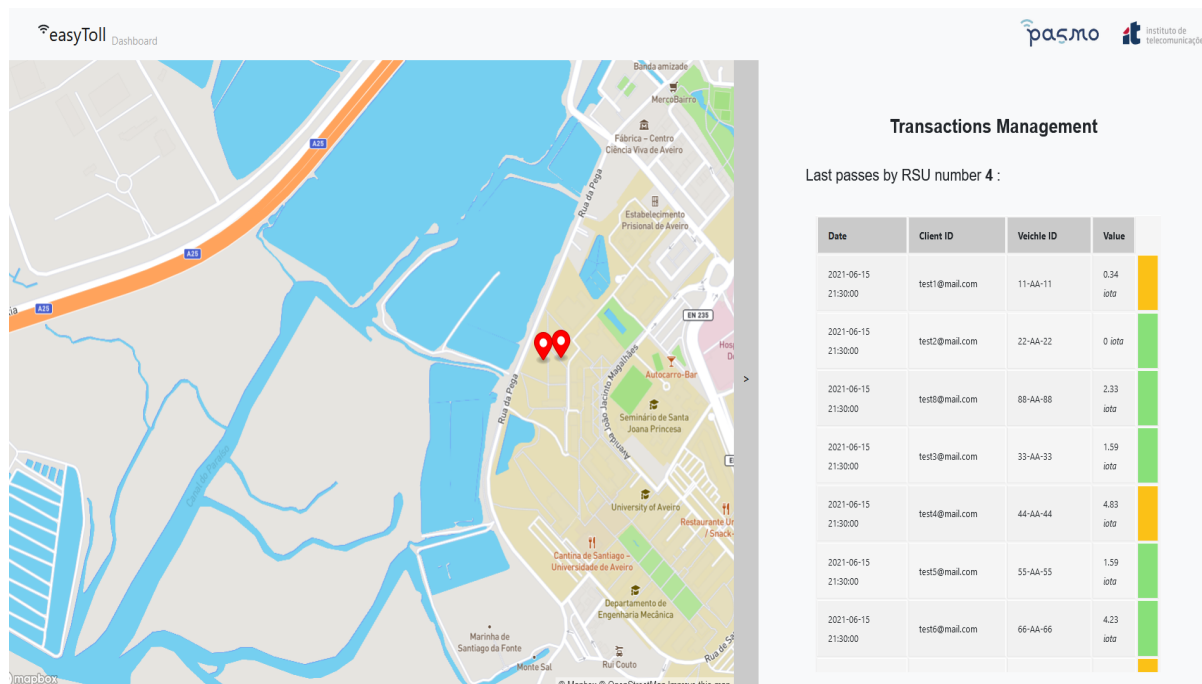 easyToll Dashboard
pasmo
instituto de
telecomunicaçõe
Banda amizade
MercoBairro
Fábrica – Centro
Ciência Viva de Aveiro
A25
Rua da Pega
Estabelecimento
Prisional de Aveiro
A25
A25
EN 235
Hos
D
Autocarro-Bar
Avenida João Jacinto Magalhães
Rua da Pega
Seminário de Santa
Joana Princesa
E
Canal do Paraíso
University of Aveiro
Restaurante Un
/ Snack-
Cantina de Santiago –
Universidade de Aveiro
Departamento de
Engenharia Mecânica
Marinha de
Santiago da Fonte
Monte Sal
Rui Couto
Rua de Sa
mapbox
© Mapbox © OpenStreetMap Improve this map
>
Transactions Management
Last passes by RSU number 4 :
Date Client ID Veichle ID Value
2021-06-15
21:30:00 test1@mail.com 11-AA-11 0.34
iota
2021-06-15
21:30:00 test2@mail.com 22-AA-22 0 iota
2021-06-15
21:30:00 test8@mail.com 88-AA-88 2.33
iota
2021-06-15
21:30:00 test3@mail.com 33-AA-33 1.59
iota
2021-06-15
21:30:00 test4@mail.com 44-AA-44 4.83
iota
2021-06-15
21:30:00 test5@mail.com 55-AA-55 1.59
iota
2021-06-15
21:30:00 test6@mail.com 66-AA-66 4.23
iota